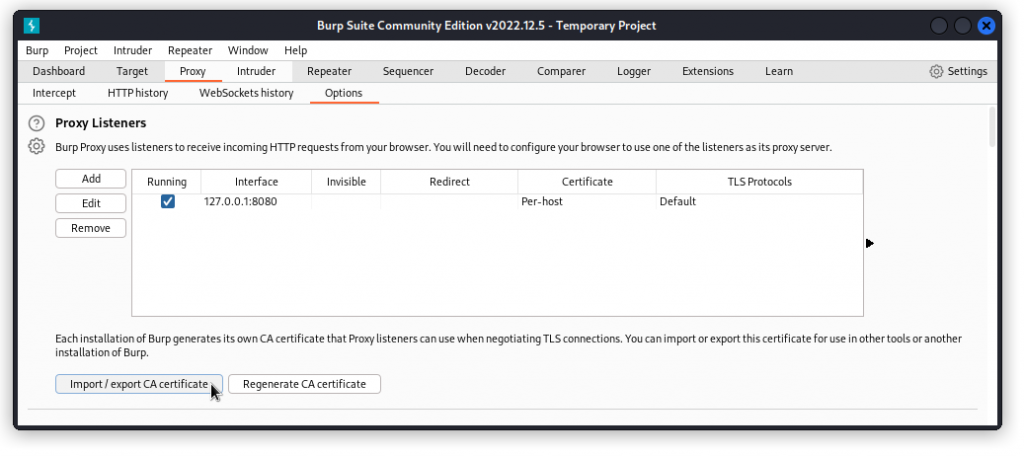 Burp Suite Community Edition v2022.12.5 - Temporary Project
Burp Project Intruder Repeater Window Help
Dashboard Target Proxy Intruder Repeater Sequencer Decoder Comparer Logger Extensions Learn Settings
Intercept HTTP history WebSockets history Options
Proxy Listeners
Burp Proxy uses listeners to receive incoming HTTP requests from your browser. You will need to configure your browser to use one of the listeners as its proxy server.
Add
Edit
Remove
Running Interface Invisible Redirect Certificate TLS Protocols
127.0.0.1:8080 Per-host Default
Each installation of Burp generates its own CA certificate that Proxy listeners can use when negotiating TLS connections. You can import or export this certificate for use in other tools or another
installation of Burp.
Import / export CA certificate Regenerate CA certificate